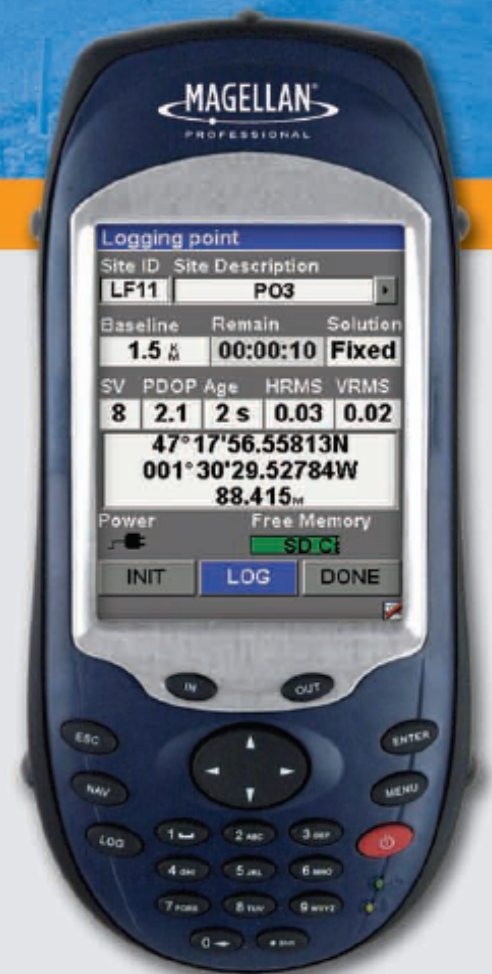 MAGELLAN®
PROFESSIONAL
Logging point
Site ID Site Description
LF11 PO3
Baseline Remain Solution
1.5 KM 00:00:10 Fixed
SV PDOP Age HRMS VRMS
8 2.1 2 s 0.03 0.02
47°17'56.55813N
001°30'29.52784W
88.415M
Power Free Memory
SD C
INIT LOG DONE
IN OUT
ESC ENTER
NAV MENU
LOG 1 2 ABC 3 DEF
4 GHI 5 JKL 6 MNO
7 PQRS 8 TUV 9 WXYZ
0